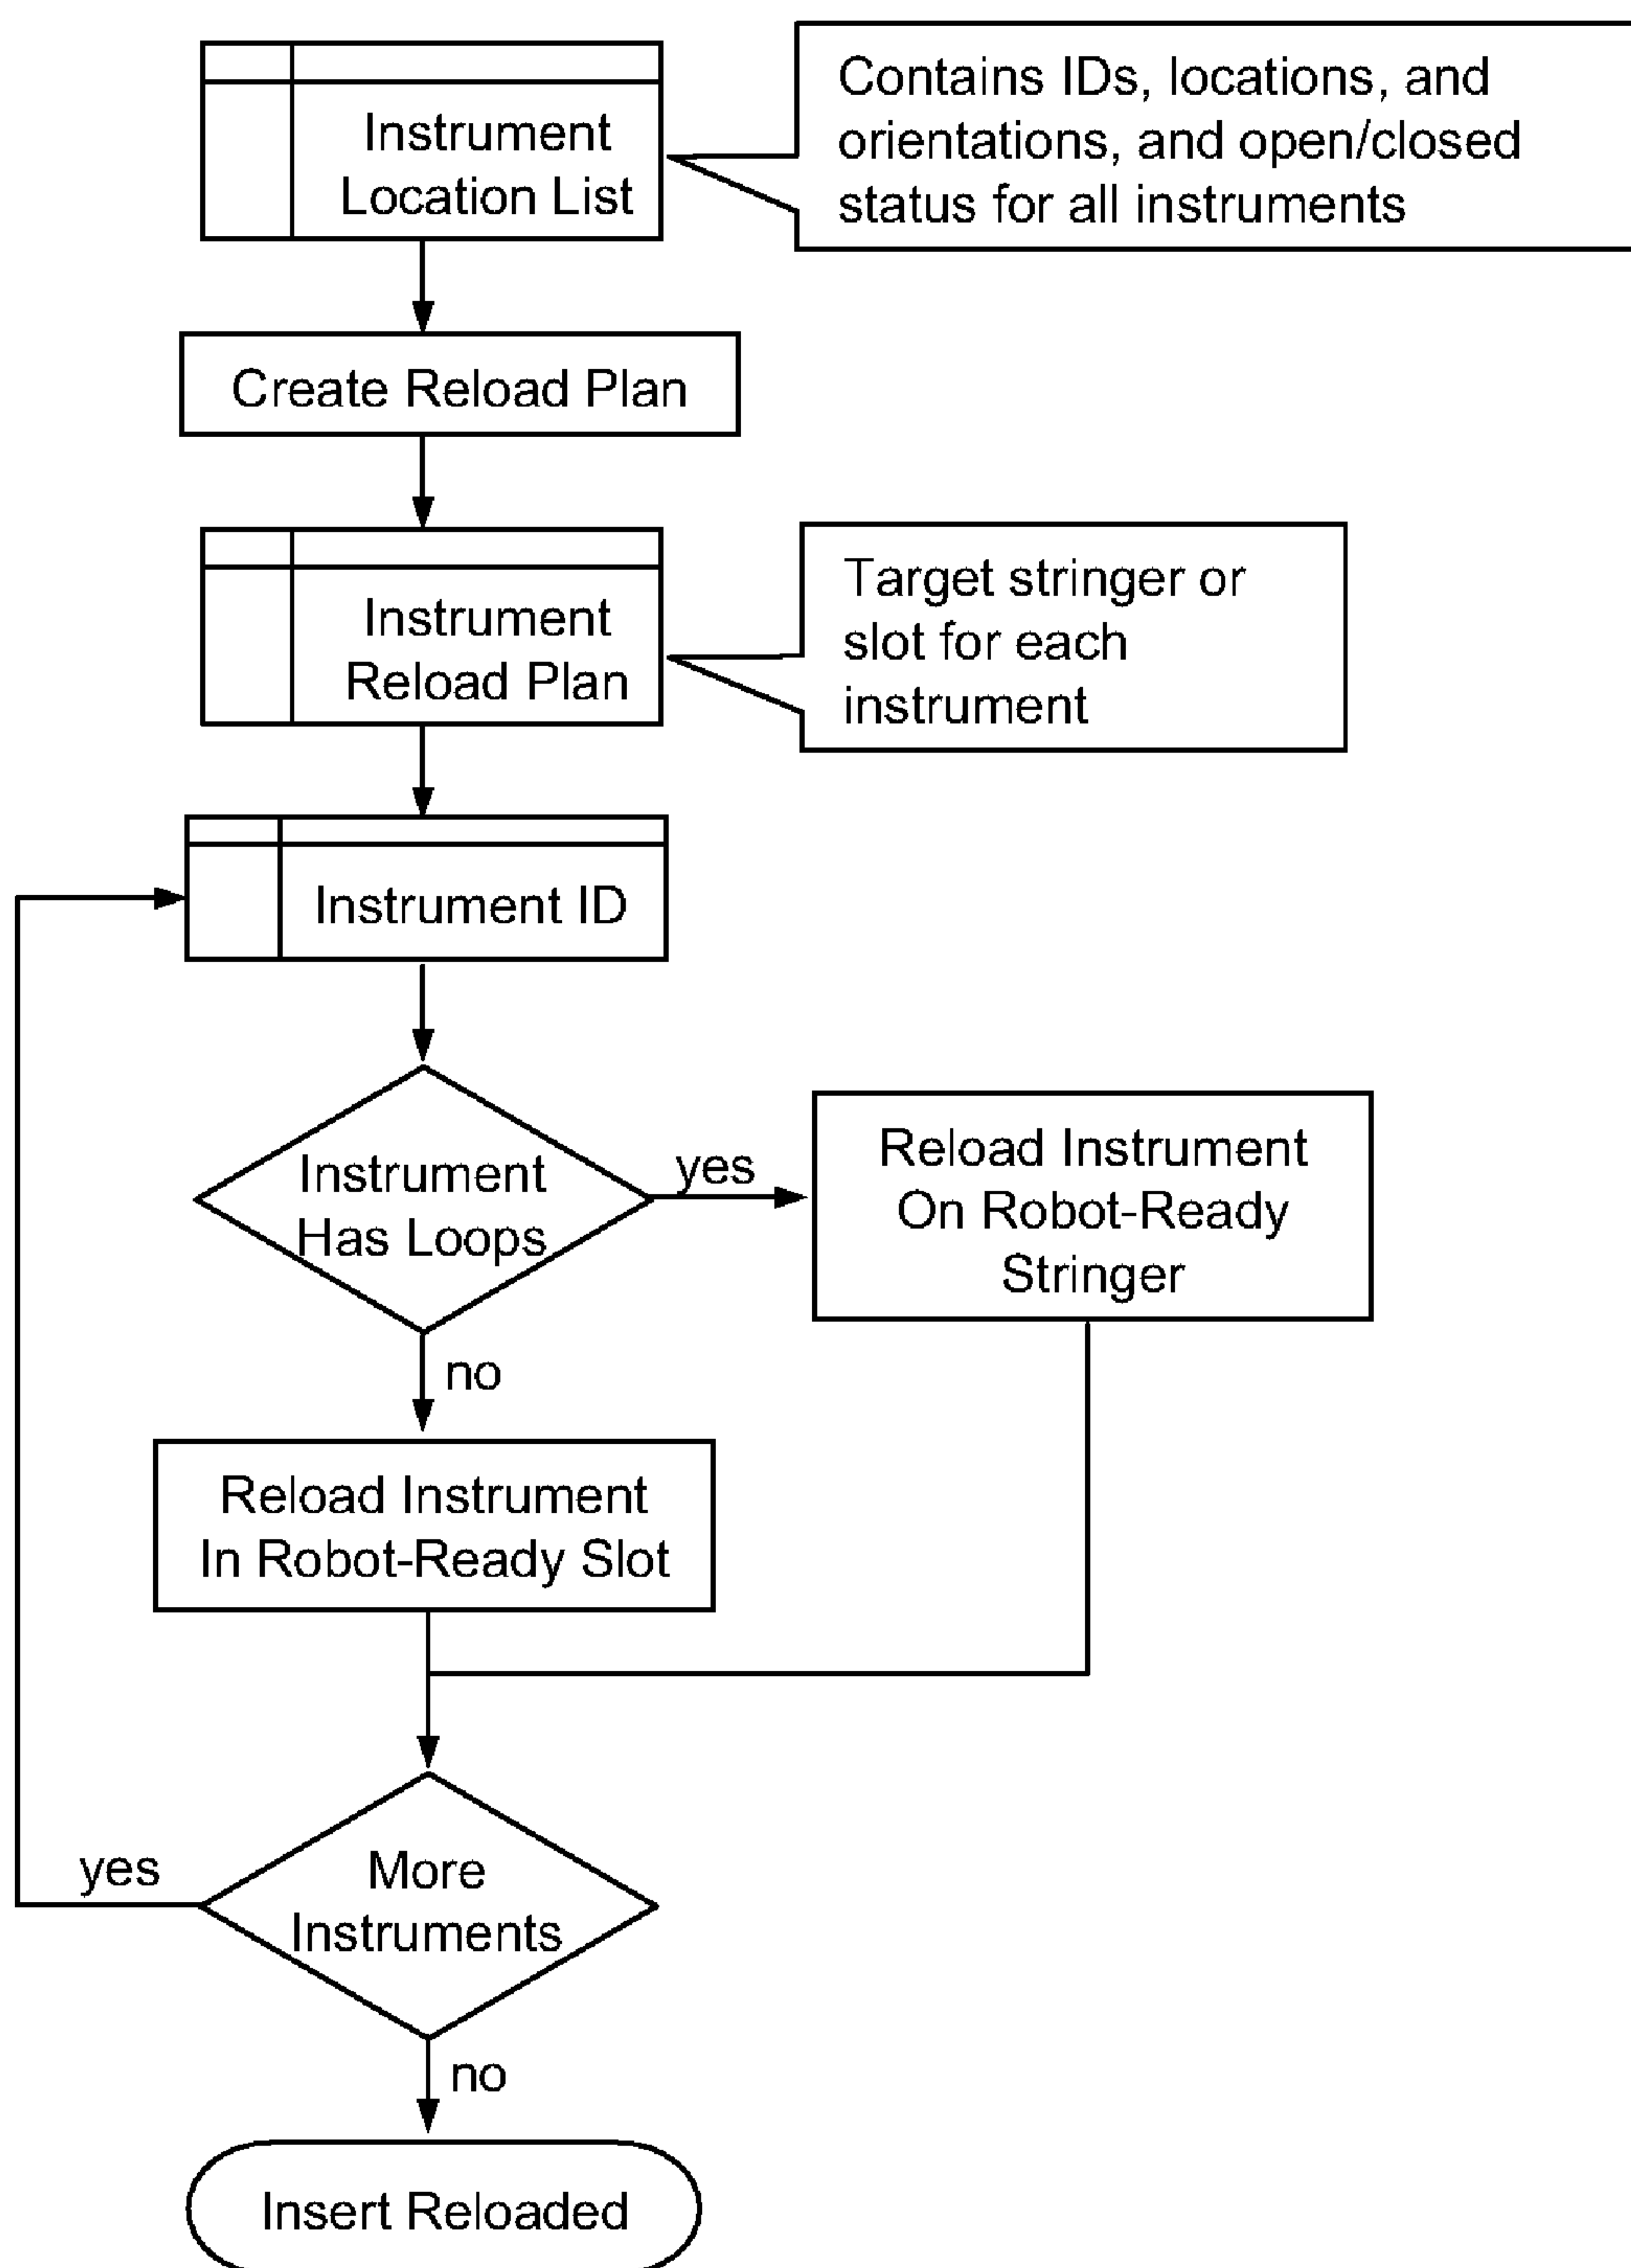 Instrument
Location List
Contains IDs, locations, and
orientations, and open/closed
status for all instruments
Create Reload Plan
Instrument
Reload Plan
Target stringer or
slot for each
instrument
Instrument ID
Instrument
Has Loops
yes
Reload Instrument
On Robot-Ready
Stringer
no
Reload Instrument
In Robot-Ready Slot
More
Instruments
yes
no
Insert Reloaded